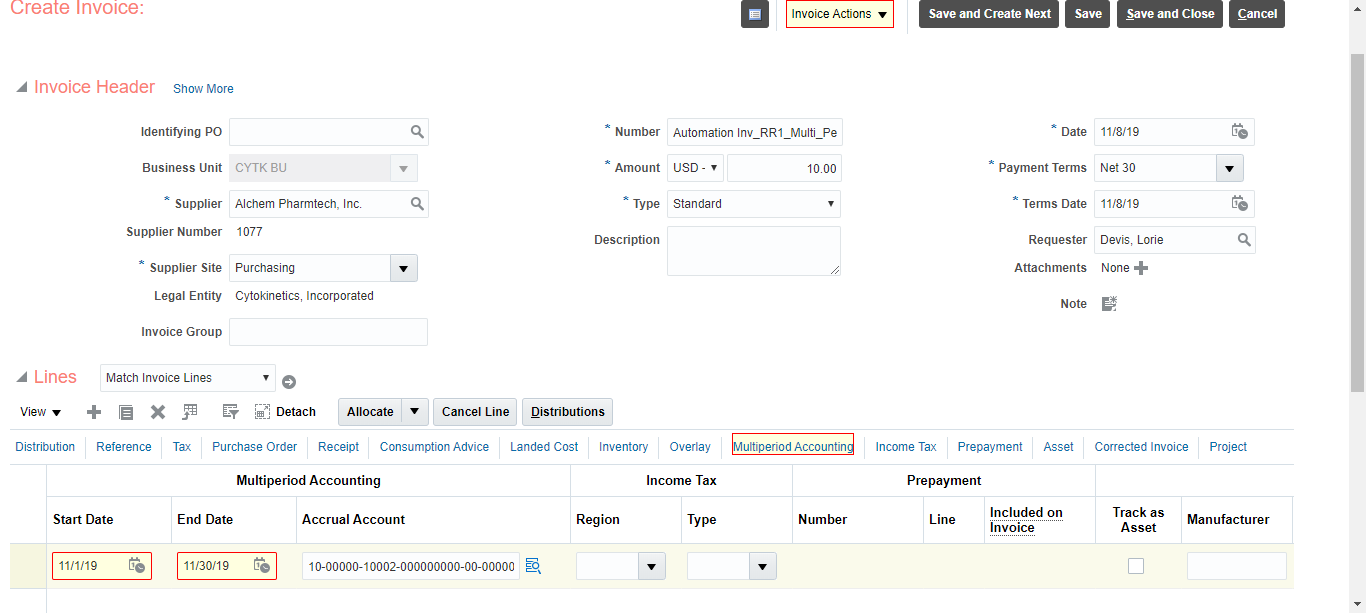 Create Invoice:
Invoice Actions
Save and Create Next
Save
Save and Close
Cancel
Invoice Header
Show More
Identifying PO
* Number Automation Inv_RR1_Multi_Pe
* Date 11/8/19
Business Unit CYTK BU
* Amount USD - 10.00
* Payment Terms Net 30
* Supplier Alchem Pharmtech, Inc.
* Type Standard
* Terms Date 11/8/19
Supplier Number 1077
Description
Requester Devis, Lorie
* Supplier Site Purchasing
Attachments None
Legal Entity Cytokinetics, Incorporated
Note
Invoice Group
Lines
Match Invoice Lines
View
Detach
Allocate
Cancel Line
Distributions
Distribution Reference Tax Purchase Order Receipt Consumption Advice Landed Cost Inventory Overlay Multiperiod Accounting Income Tax Prepayment Asset Corrected Invoice Project
Multiperiod Accounting Income Tax Prepayment
Start Date End Date Accrual Account Region Type Number Line Included on Invoice Track as Asset Manufacturer
11/1/19 11/30/19 10-00000-10002-000000000-00-00000